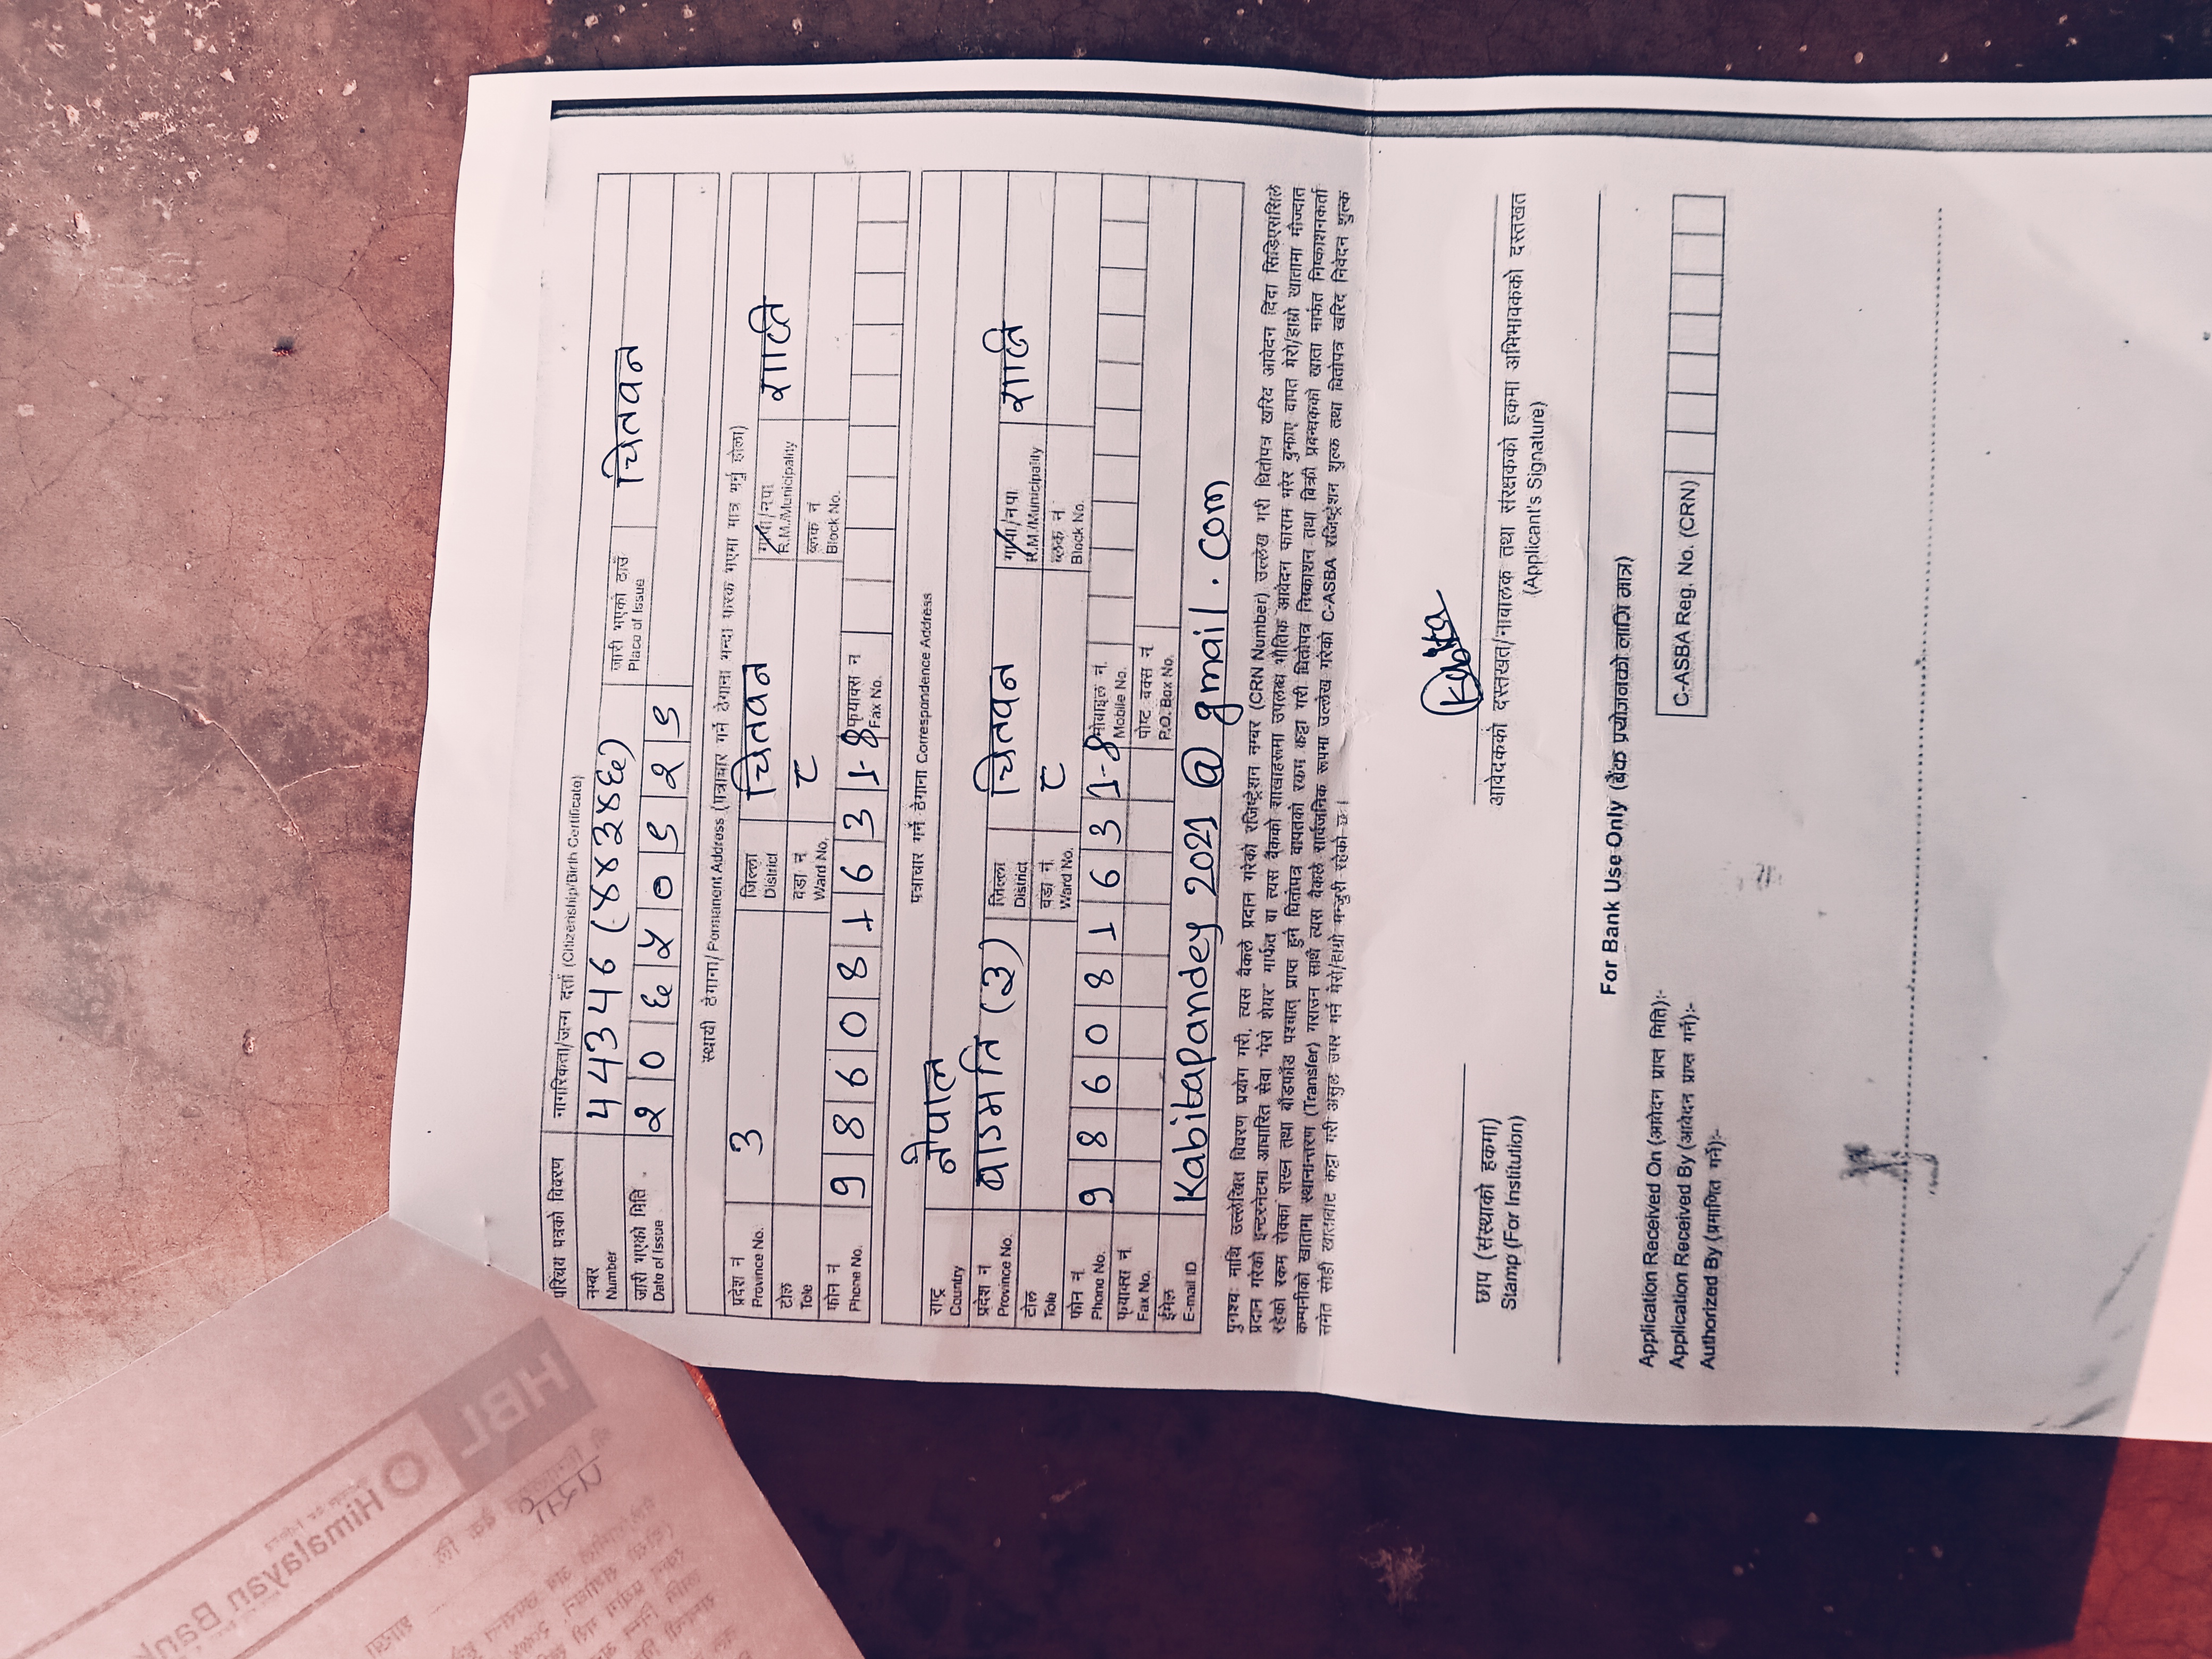 HBL Himalayan Bank
परिचय पत्रको विवरण नागरिकता/जन्म दर्ता (Citizenship/Birth Certificate)
नम्बर 44346 (४४३४६) जारी भएको ठाउँ चितवन
Number Place of Issue
जारी भएको मिति २ ० ६ ५ ० ९ २ ९
Date of Issue
स्थायी ठेगाना/Permanent Address (पत्राचार गर्ने ठेगाना भन्दा फरक भएमा मात्र भर्नु होला)
प्रदेश नं 3 जिल्ला चितवन गापा/नपा राप्ती
Province No. District R.M./Municipality
टोल वडा नं ८ ब्लक नं
Tole Ward No. Block No.
फोन नं 9 8 6 0 8 1 6 3 1-8 फ्याक्स नं
Phone No. Fax No.
पत्राचार गर्ने ठेगाना Correspondence Address
राष्ट्र नेपाल
Country
प्रदेश नं बाग्मति (३) जिल्ला चितवन गापा/नपा राप्ती
Province No. District R.M./Municipality
टोल वडा नं. ८ ब्लक नं
Tole Ward No. Block No.
फोन नं. 9 8 6 0 8 1 6 3 1-8 मोबाइल नं.
Phone No. Mobile No.
फ्याक्स नं. पोष्ट वक्स नं
Fax No. P.O. Box No.
ईमेल Kabitapandey 2021 @ gmail . com
E-mail ID
पुनश्चः माथि उल्लेखित विवरण प्रयोग गरी, त्यस बैंकले प्रदान गरेको रजिष्ट्रेशन नम्बर (CRN Number) उल्लेख गरी धितोपत्र खरिद आवेदन दिंदा सिडिएससिले
प्रदान गरेको इन्टरनेटमा आधारित सेवा "मेरो शेयर" मार्फत वा त्यस बैंकको शाखाहरूमा उपलब्ध भौतिक आवेदन फाराम भरेर बुझाए वापत मेरो/हाम्रो खातामा मौज्दात
रहेको रकम रोक्का राख्न तथा बाँडफाँड पश्चात् प्राप्त हुने धितोपत्र वापतको रकम कट्टा गरी धितोपत्र निष्काशन तथा बिक्री प्रबन्धकको खाता मार्फत निष्काशनकर्ता
कम्पनीको खातामा स्थानान्तरण (Transfer) गराउन साथै त्यस बैंकले सार्वजनिक रूपमा उल्लेख गरेको C-ASBA रजिष्ट्रेशन शुल्क तथा धितोपत्र खरिद निवेदन शुल्क
समेत सोही खाताबाट कट्टा गरी असुल उपर गर्न मेरो/हाम्रो मन्जुरी रहेको छ।
Kabita
छाप (संस्थाको हकमा) आवेदकको दस्तखत/नाबालक तथा संरक्षकको हकमा अभिभावकको दस्तखत
Stamp (For Institution) (Applicant's Signature)
For Bank Use Only (बैंक प्रयोजनको लागि मात्र)
Application Received On (आवेदन प्राप्त मिति):-
Application Received By (आवेदन प्राप्त गर्ने):- C-ASBA Reg. No. (CRN)
Authorized By (प्रमाणित गर्ने):-